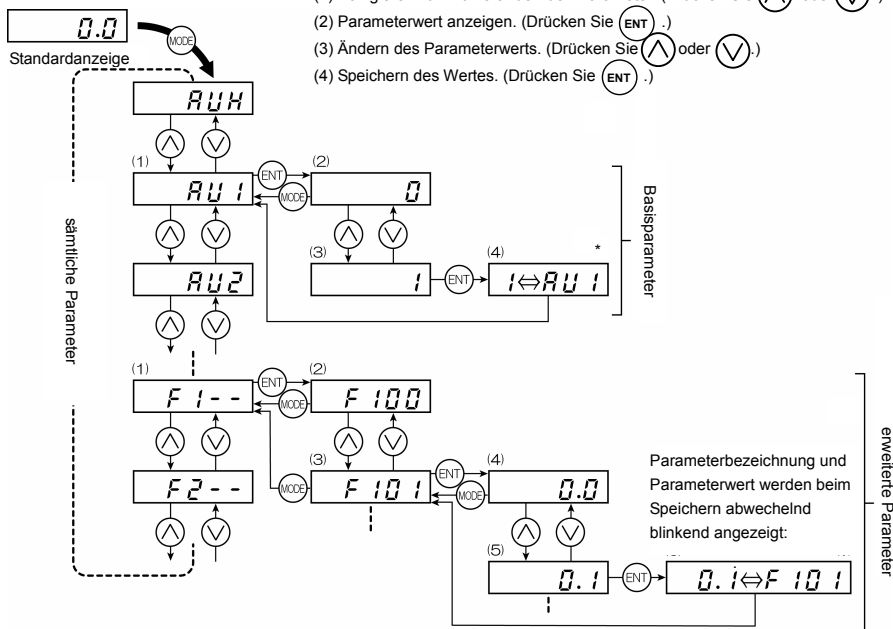 (2) Parameterwert anzeigen. (Drücken Sie ENT .)
(3) Ändern des Parameterwerts. (Drücken Sie oder .)
(4) Speichern des Wertes. (Drücken Sie ENT .)
0.0
MODE
Standardanzeige
AUH
(1)
AU1
ENT
MODE
(2)
0
(3)
1
ENT
(4)
*
1⇔AU1
AU2
Basisparameter
sämtliche Parameter
(1)
F1--
ENT
MODE
(2)
F100
F2--
MODE
(3)
F101
ENT
MODE
(4)
0.0
(5)
0.1
ENT
0.1⇔F101
Parameterbezeichnung und
Parameterwert werden beim
Speichern abwechelnd
blinkend angezeigt:
erweiterte Parameter